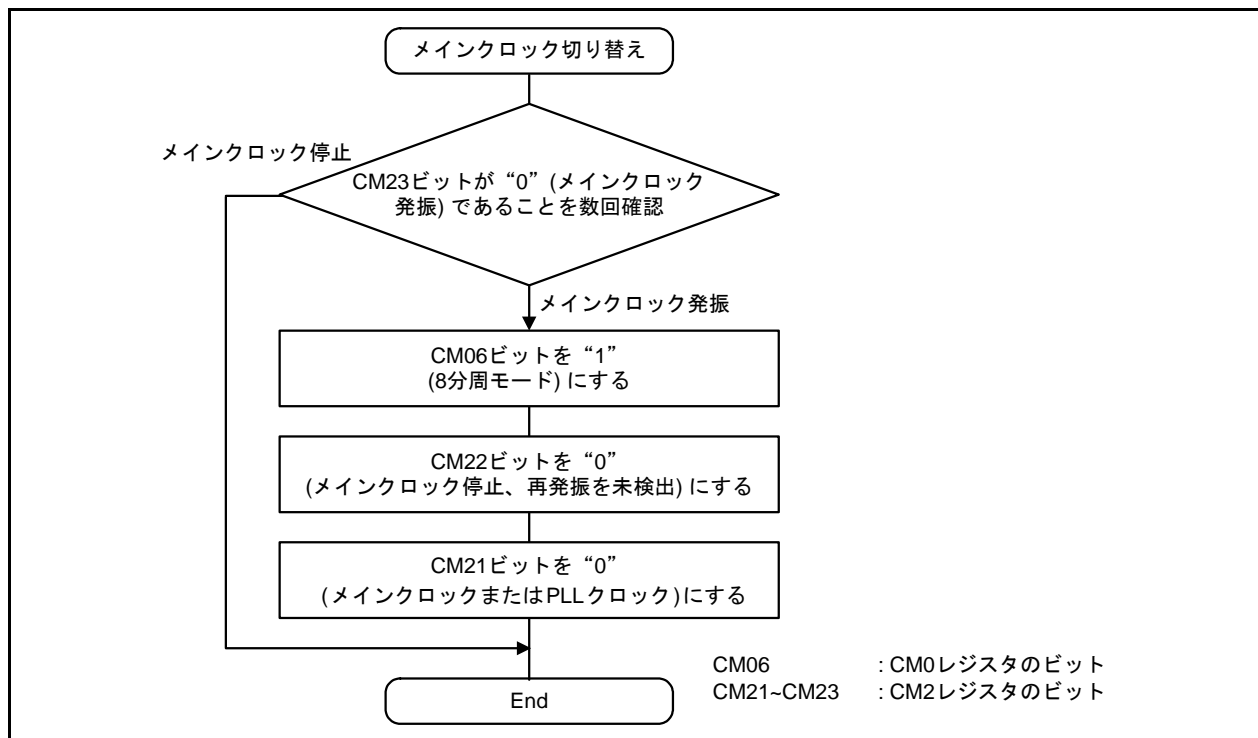 メインクロック切り替え
メインクロック停止
CM23ビットが“0” (メインクロック
発振) であることを数回確認
メインクロック発振
CM06ビットを“1”
(8分周モード) にする
CM22ビットを“0”
(メインクロック停止、再発振を未検出) にする
CM21ビットを“0”
(メインクロックまたはPLLクロック)にする
CM06 : CM0レジスタのビット
CM21~CM23 : CM2レジスタのビット
End